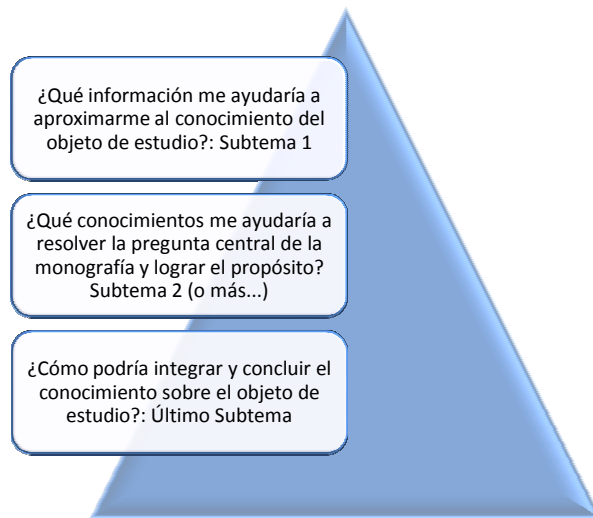 ¿Qué información me ayudaría a
aproximarme al conocimiento del
objeto de estudio?: Subtema 1
¿Qué conocimientos me ayudaría a
resolver la pregunta central de la
monografía y lograr el propósito?
Subtema 2 (o más...)
¿Cómo podría integrar y concluir el
conocimiento sobre el objeto de
estudio?: Último Subtema